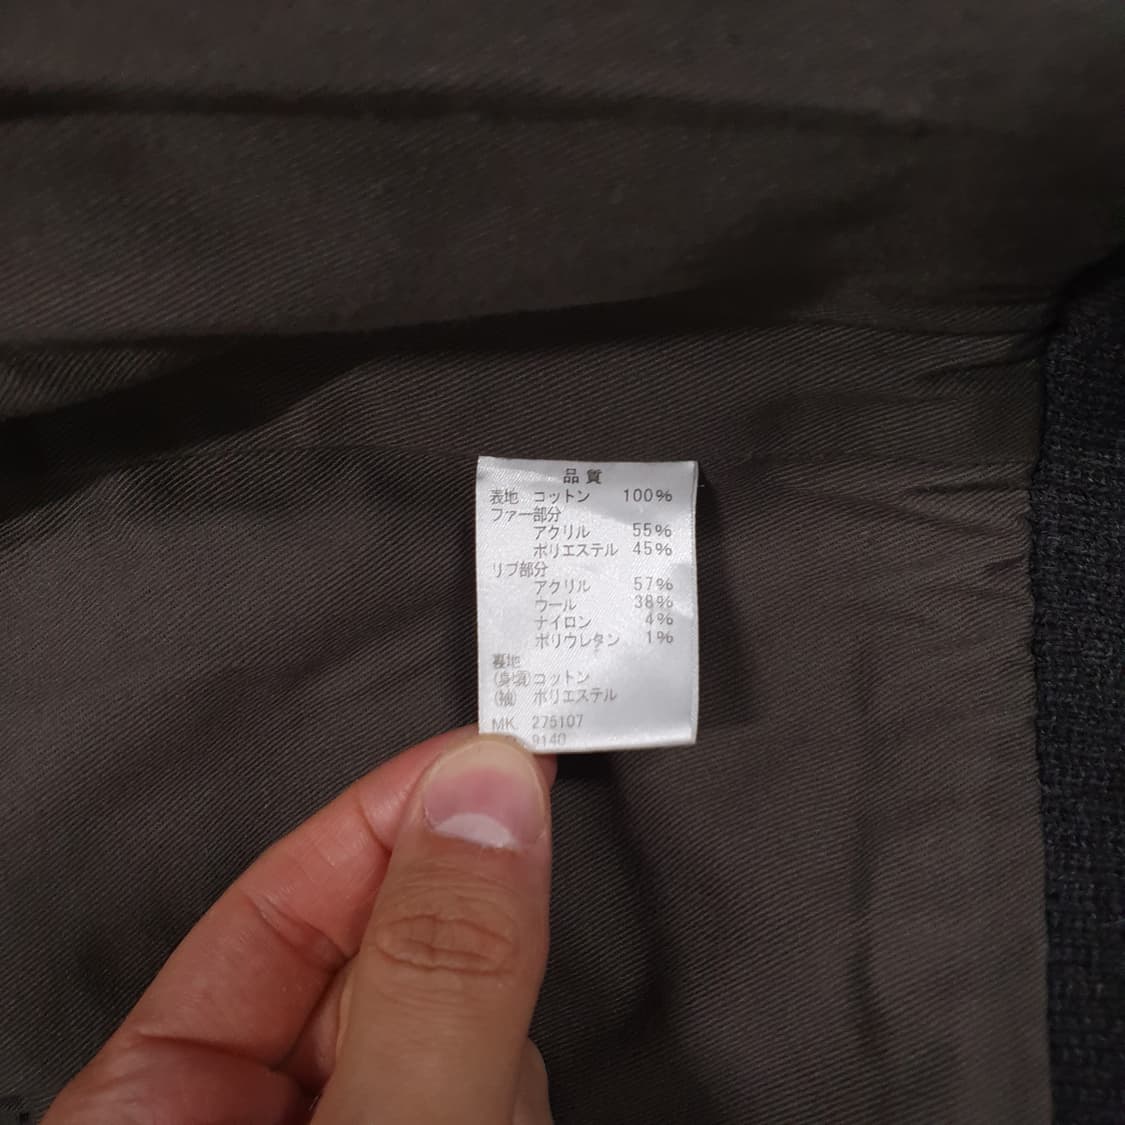 品質
表地 コットン 100%
ファー部分
アクリル 55%
ポリエステル 45%
リブ部分
アクリル 57%
ウール 38%
ナイロン 4%
ポリウレタン 1%
裏地
(身頃)コットン
(袖) ポリエステル
MK. 275107
9140